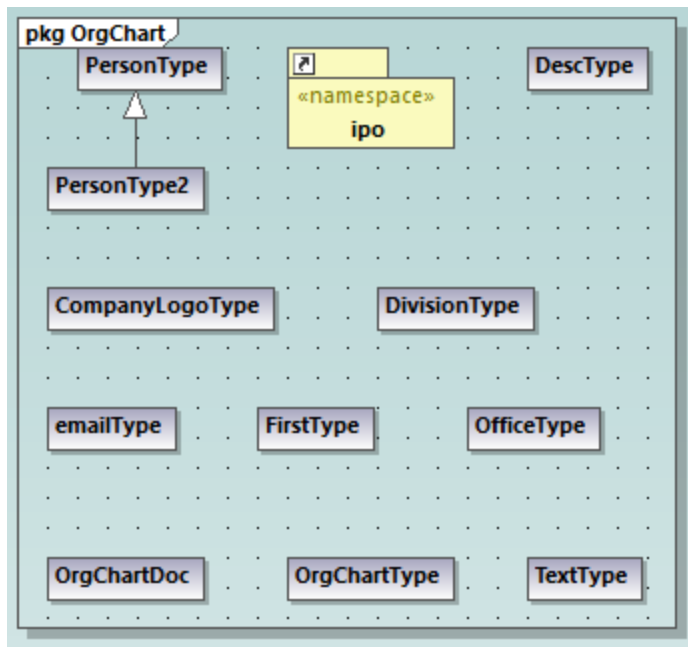 pkg OrgChart
PersonType
«namespace»
ipo
DescType
PersonType2
CompanyLogoType
DivisionType
emailType
FirstType
OfficeType
OrgChartDoc
OrgChartType
TextType